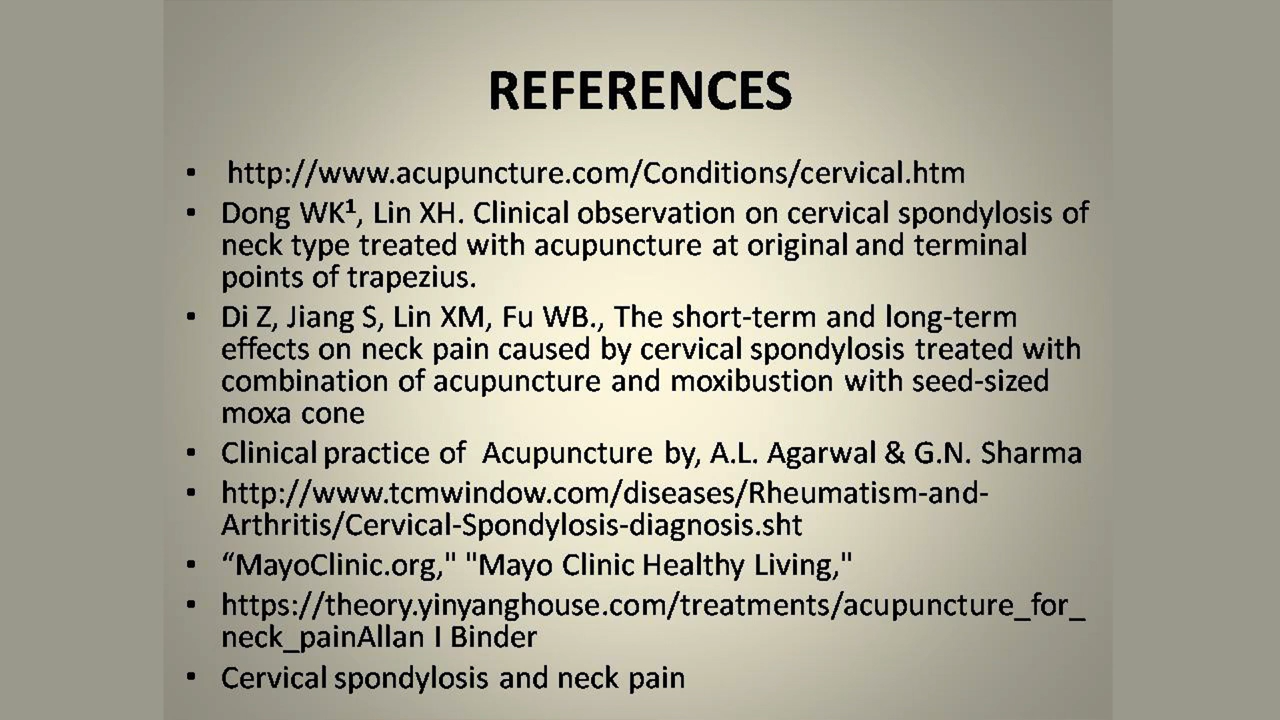 REFERENCES
• http://www.acupuncture.com/Conditions/cervical.htm
• Dong WK¹, Lin XH. Clinical observation on cervical spondylosis of
neck type treated with acupuncture at original and terminal
points of trapezius.
• Di Z, Jiang S, Lin XM, Fu WB., The short-term and long-term
effects on neck pain caused by cervical spondylosis treated with
combination of acupuncture and moxibustion with seed-sized
moxa cone
• Clinical practice of  Acupuncture by, A.L. Agarwal & G.N. Sharma
• http://www.tcmwindow.com/diseases/Rheumatism-and-
Arthritis/Cervical-Spondylosis-diagnosis.sht
• “MayoClinic.org," "Mayo Clinic Healthy Living,"
• https://theory.yinyanghouse.com/treatments/acupuncture_for_
neck_painAllan I Binder
• Cervical spondylosis and neck pain